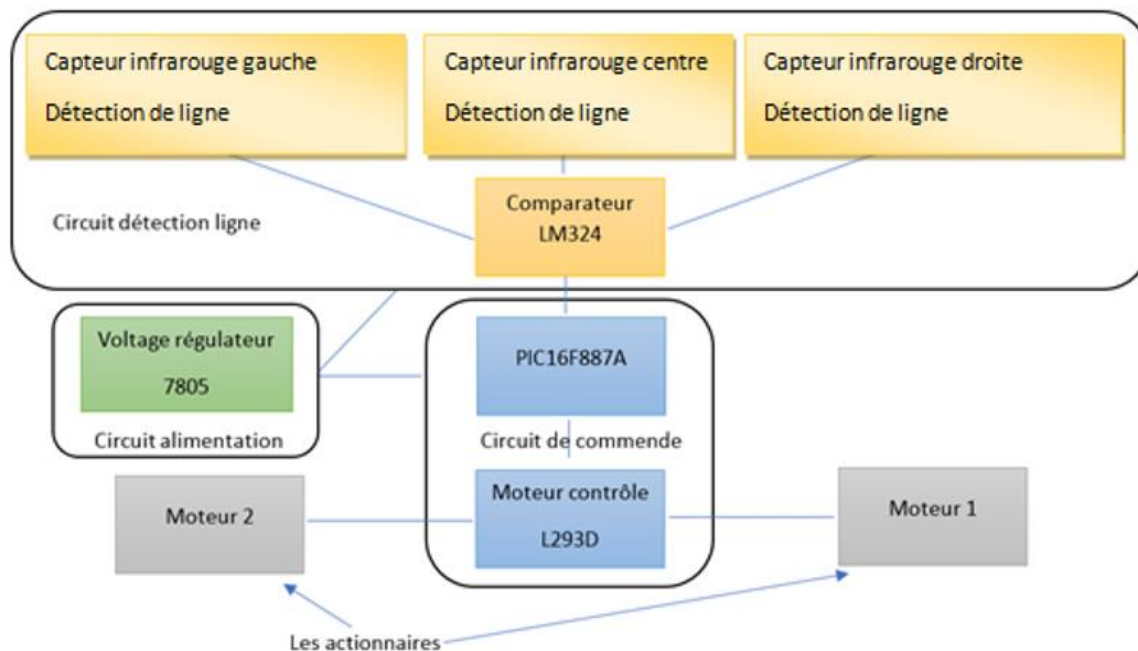 Capteur infrarouge gauche
Détection de ligne
Capteur infrarouge centre
Détection de ligne
Capteur infrarouge droite
Détection de ligne
Comparateur
LM324
Circuit détection ligne
Voltage régulateur
7805
Circuit alimentation
PIC16F887A
Circuit de commende
Moteur contrôle
L293D
Moteur 2
Moteur 1
Les actionnaires